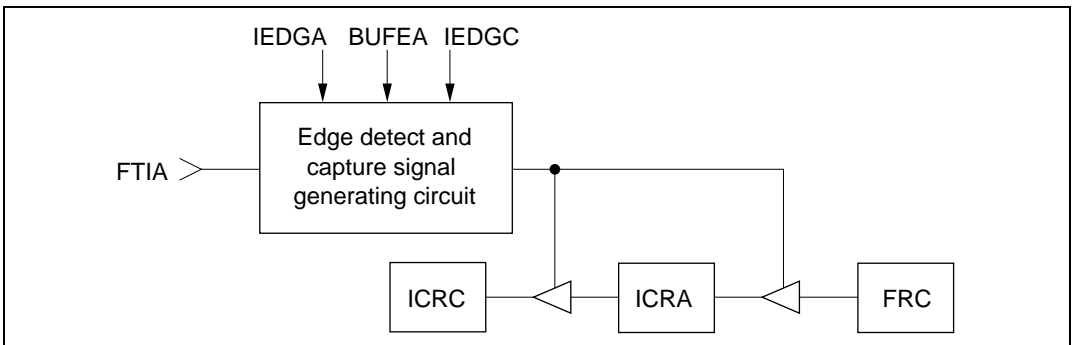 IEDGA BUFEA IEDGC
FTIA
Edge detect and
capture signal
generating circuit
ICRC ICRA FRC